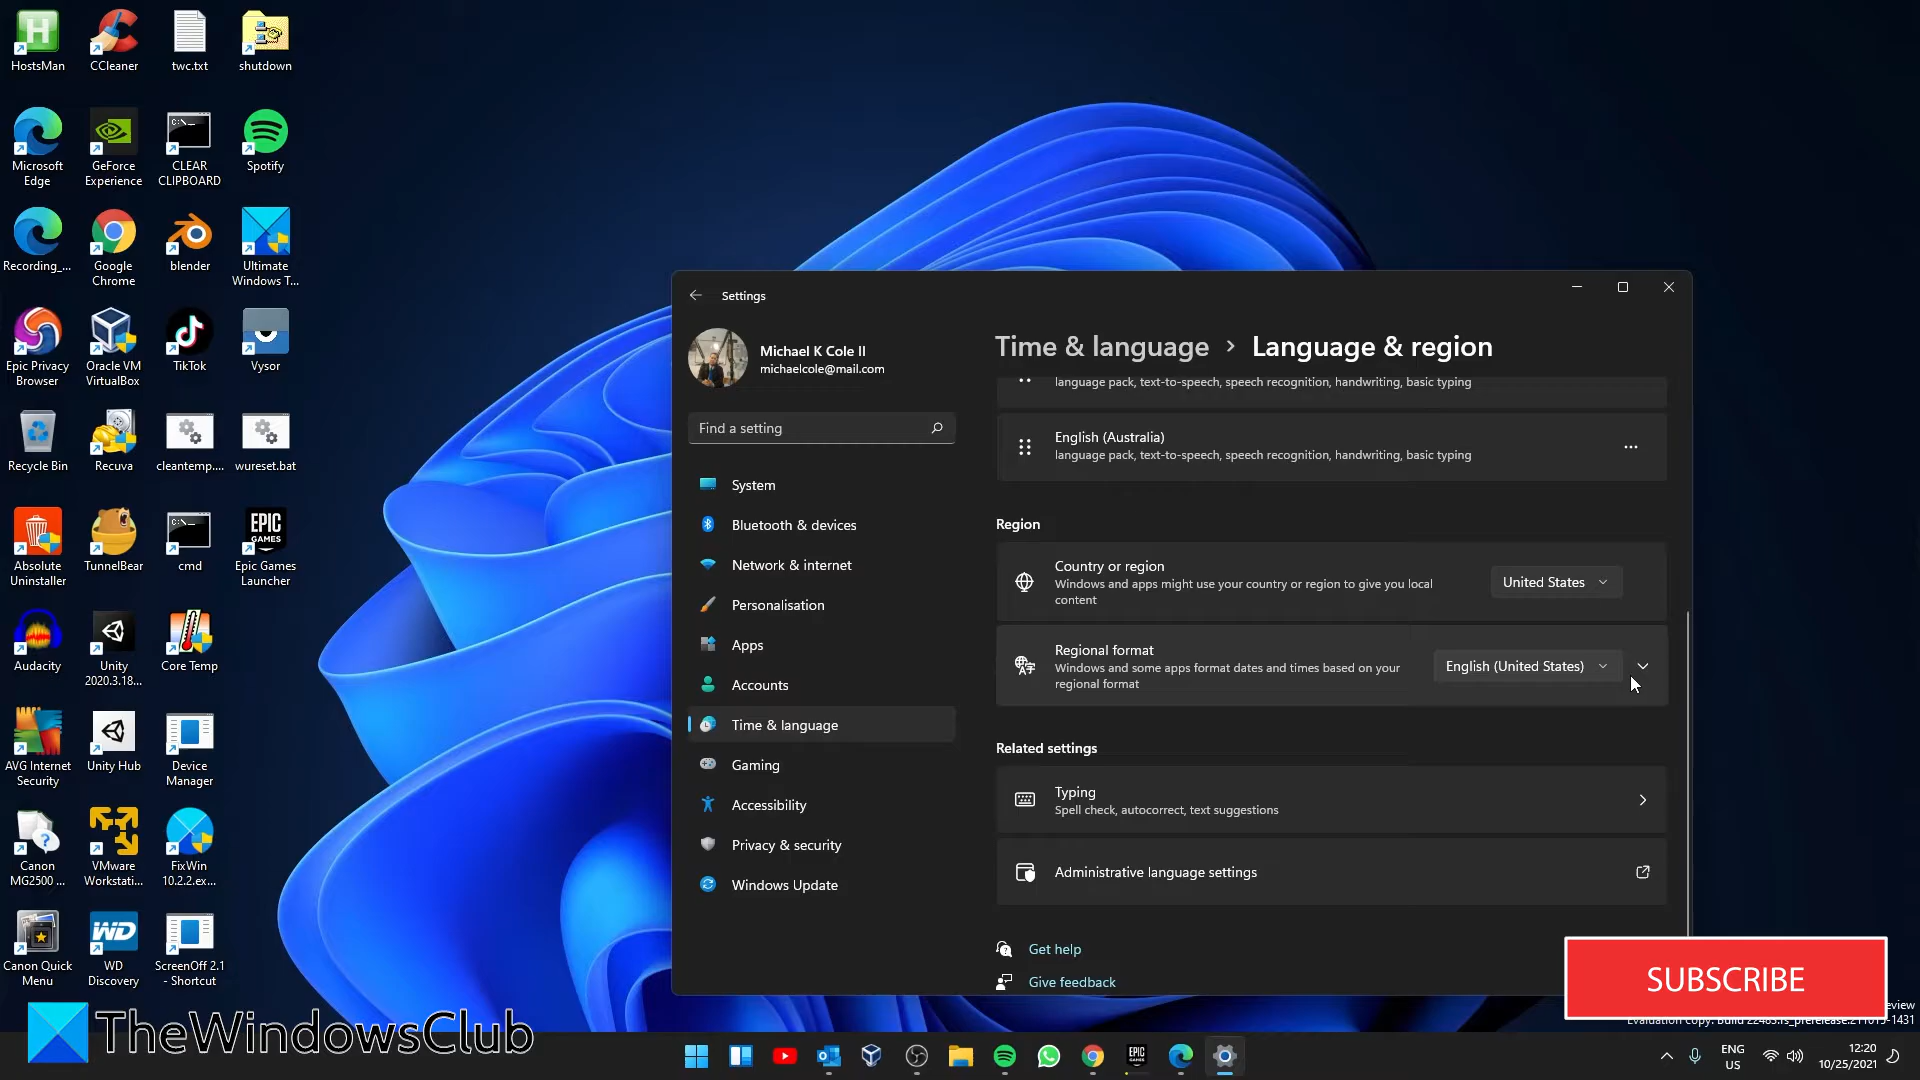 HostsMan
CCleaner
twc.txt
shutdown
Microsoft
Edge
GeForce
Experience
CLEAR
CLIPBOARD
Spotify
Recording_...
Google
Chrome
blender
Ultimate
Windows T...
Epic Privacy
Browser
Oracle VM
VirtualBox
TikTok
Vysor
Recycle Bin
Recuva
cleantemp....
wureset.bat
Absolute
Uninstaller
TunnelBear
cmd
EPIC
GAMES
Epic Games
Launcher
Audacity
Unity
2020.3.18...
Core Temp
AVG Internet
Security
Unity Hub
Device
Manager
Canon
MG2500 ...
VMware
Workstati...
FixWin
10.2.2.ex...
Canon Quick
Menu
WD
WD
Discovery
ScreenOff 2.1
- Shortcut
TheWindowsClub
Settings
Michael K Cole II
michaelcole@mail.com
Find a setting
System
Bluetooth & devices
Network & internet
Personalisation
Apps
Accounts
Time & language
Gaming
Accessibility
Privacy & security
Windows Update
Time & language > Language & region
language pack, text-to-speech, speech recognition, handwriting, basic typing
English (Australia)
language pack, text-to-speech, speech recognition, handwriting, basic typing
Region
Country or region
Windows and apps might use your country or region to give you local
content
United States
Regional format
Windows and some apps format dates and times based on your
regional format
English (United States)
Related settings
Typing
Spell check, autocorrect, text suggestions
Administrative language settings
Get help
Give feedback
SUBSCRIBE
Evaluation copy. Build 22483.rs_prerelease.211015-1431
ENG
US
12:20
10/25/2021